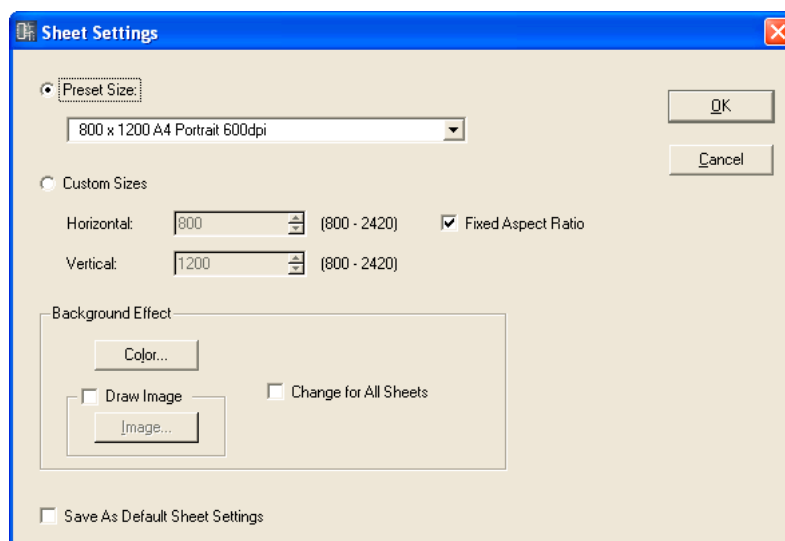 Sheet Settings
Preset Size:
OK
800 x 1200 A4 Portrait 600dpi
Cancel
Custom Sizes
Horizontal: 800 (800 - 2420) Fixed Aspect Ratio
Vertical: 1200 (800 - 2420)
Background Effect
Color...
Draw Image Change for All Sheets
Image...
Save As Default Sheet Settings